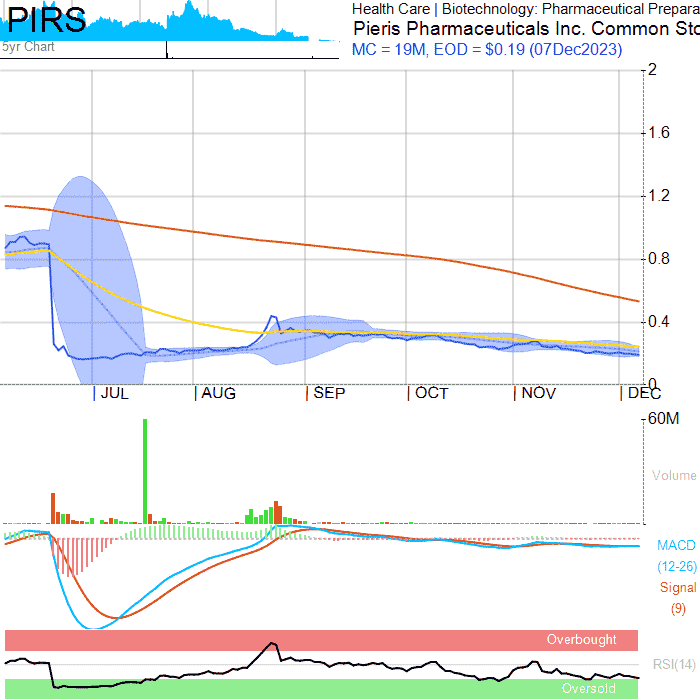 PIRS
5yr Chart
Health Care | Biotechnology: Pharmaceutical Prepara
Pieris Pharmaceuticals Inc. Common Sto
MC = 19M, EOD = $0.19 (07Dec2023)
2
1.6
1.2
0.8
0.4
0
JUL AUG SEP OCT NOV DEC
60M
Volume
MACD
(12-26)
Signal
(9)
Overbought
RSI(14)
Oversold